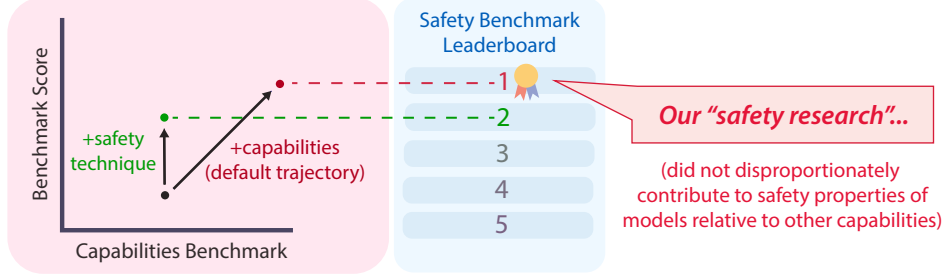 Benchmark Score
+safety
technique
+capabilities
(default trajectory)
Capabilities Benchmark
Safety Benchmark
Leaderboard
1
2
3
4
5
Our “safety research”...
(did not disproportionately
contribute to safety properties of
models relative to other capabilities)